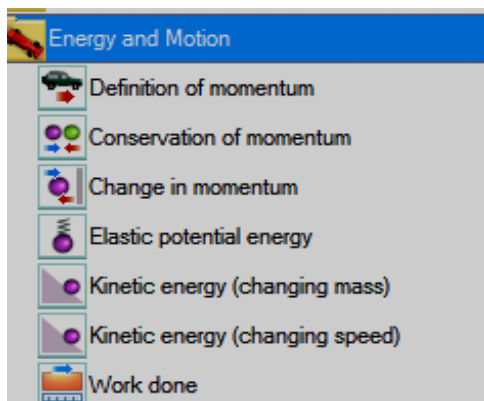 Energy and Motion
Definition of momentum
Conservation of momentum
Change in momentum
Elastic potential energy
Kinetic energy (changing mass)
Kinetic energy (changing speed)
Work done